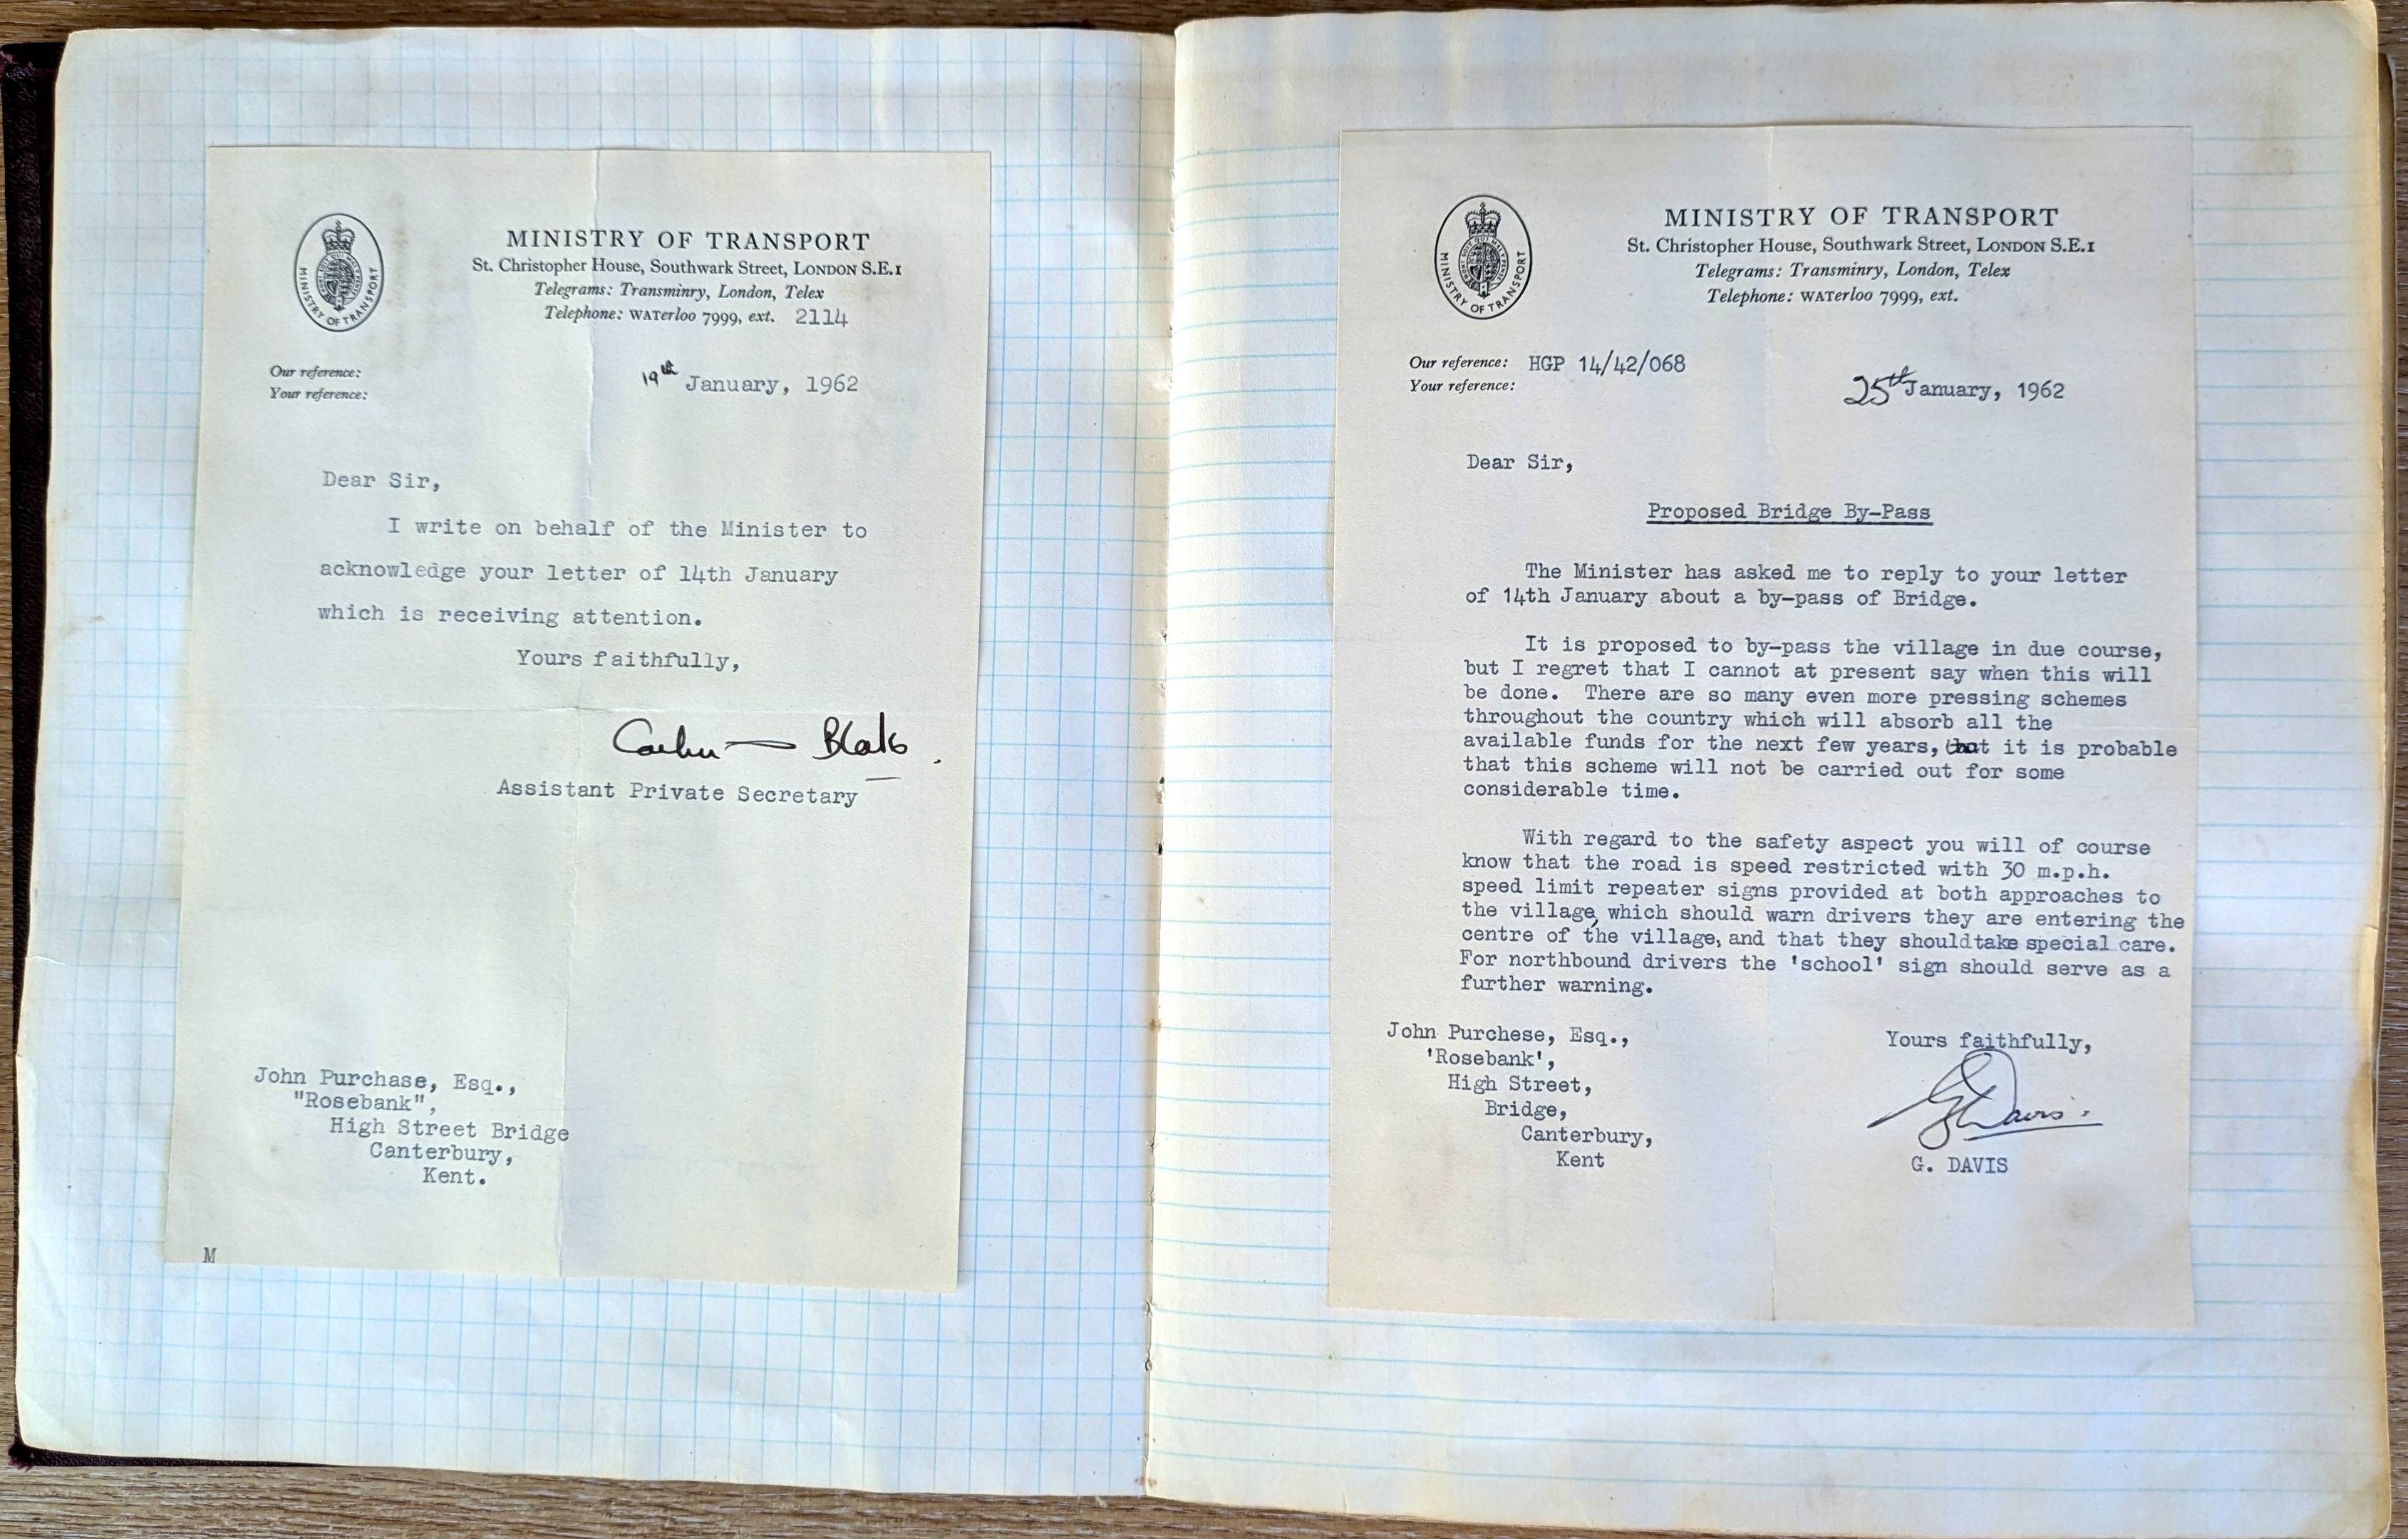 MINISTRY OF TRANSPORT
MINISTRY OF TRANSPORT
St. Christopher House, Southwark Street, LONDON S.E.1
Telegrams: Transminry, London, Telex
Telephone: WATerloo 7999, ext. 2114
Our reference:
Your reference:
19th January, 1962
Dear Sir,
I write on behalf of the Minister to
acknowledge your letter of 14th January
which is receiving attention.
Yours faithfully,
Assistant Private Secretary
John Purchase, Esq.,
"Rosebank",
High Street Bridge
Canterbury,
Kent.
M
MINISTRY OF TRANSPORT
MINISTRY OF TRANSPORT
St. Christopher House, Southwark Street, LONDON S.E.1
Telegrams: Transminry, London, Telex
Telephone: WATerloo 7999, ext.
Our reference: HGP 14/42/068
Your reference:
25th January, 1962
Dear Sir,
Proposed Bridge By-Pass
The Minister has asked me to reply to your letter
of 14th January about a by-pass of Bridge.
It is proposed to by-pass the village in due course,
but I regret that I cannot at present say when this will
be done. There are so many even more pressing schemes
throughout the country which will absorb all the
available funds for the next few years, that it is probable
that this scheme will not be carried out for some
considerable time.
With regard to the safety aspect you will of course
know that the road is speed restricted with 30 m.p.h.
speed limit repeater signs provided at both approaches to
the village, which should warn drivers they are entering the
centre of the village, and that they should take special care.
For northbound drivers the 'school' sign should serve as a
further warning.
Yours faithfully,
G Davis
G. DAVIS
John Purchese, Esq.,
'Rosebank',
High Street,
Bridge,
Canterbury,
Kent